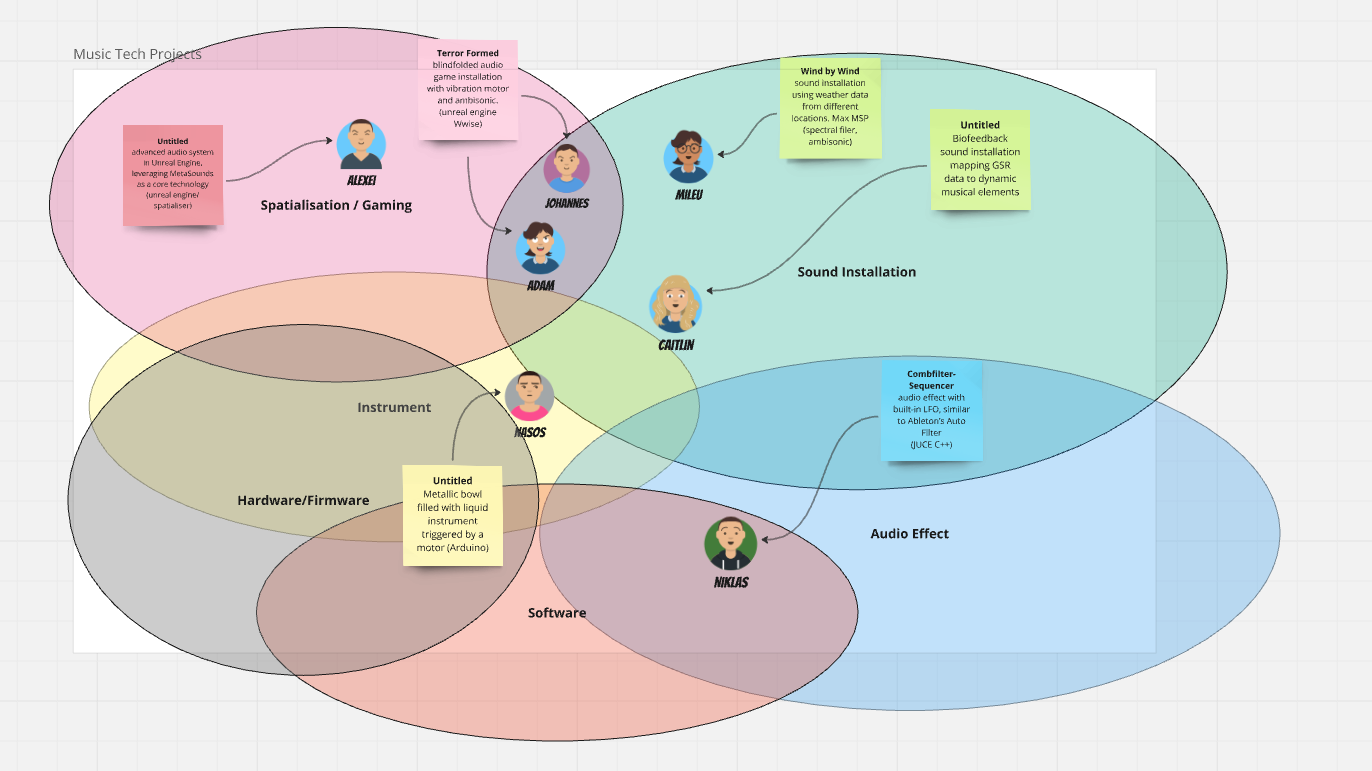 Music Tech Projects
Terror Formed
blindfolded audio
game installation
with vibration motor
and ambisonic.
(unreal engine
Wwise)
Wind by Wind
sound installation
using weather data
from different
locations. Max MSP
(spectral filer,
ambisonic)
Untitled
Biofeedback
sound installation
mapping GSR
data to dynamic
musical elements
Untitled
advanced audio system
in Unreal Engine,
leveraging MetaSounds
as a core technology
(unreal engine/
spatialiser)
ALEXEI
JOHANNES
MILEU
Spatialisation / Gaming
ADAM
Sound Installation
CAITLIN
Combfilter-
Sequencer
audio effect with
built-in LFO, similar
to Ableton's Auto
Filter
(JUCE C++)
Instrument
NASOS
Hardware/Firmware
Untitled
Metallic bowl
filled with liquid
instrument
triggered by a
motor (Arduino)
Audio Effect
NIKLAS
Software